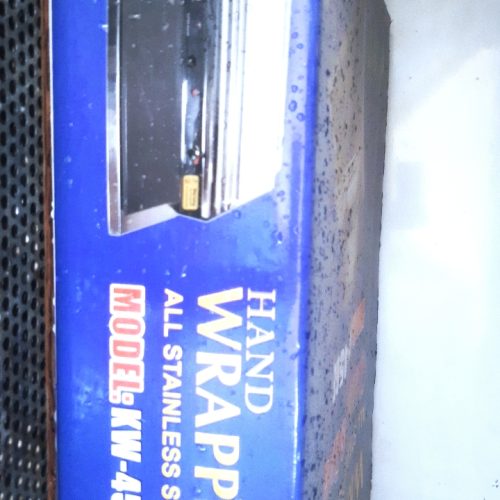 HAND
WRAPP
ALL STAINLESS S
MODEL:KW-45